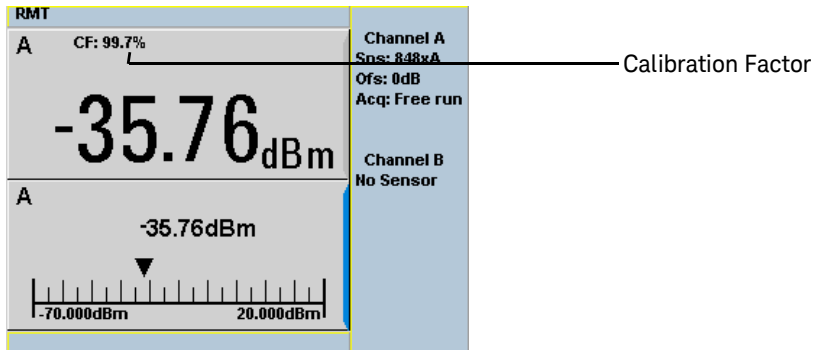 RMT
A
CF: 99.7%
-35.76dBm
A
-35.76dBm
-70.000dBm
20.000dBm
Channel A
Sns: 848xA
Ofs: 0dB
Acq: Free run
Channel B
No Sensor
Calibration Factor